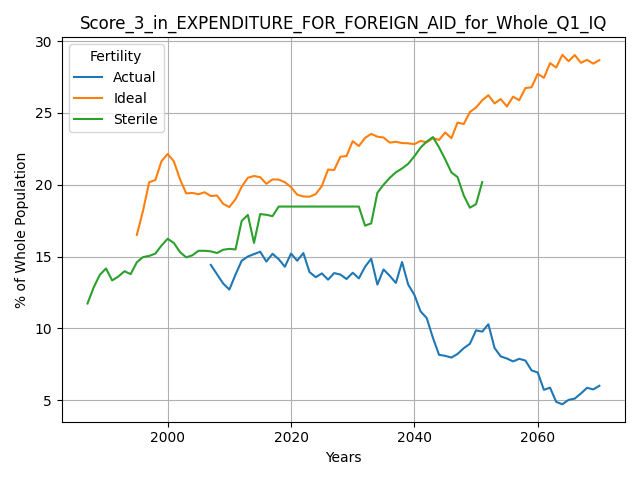 Score_3_in_EXPENDITURE_FOR_FOREIGN_AID_for_Whole_Q1_IQ
Fertility
Actual
Ideal
Sterile
% of Whole Population
30
25
20
15
10
5
2000
2020
2040
2060
Years